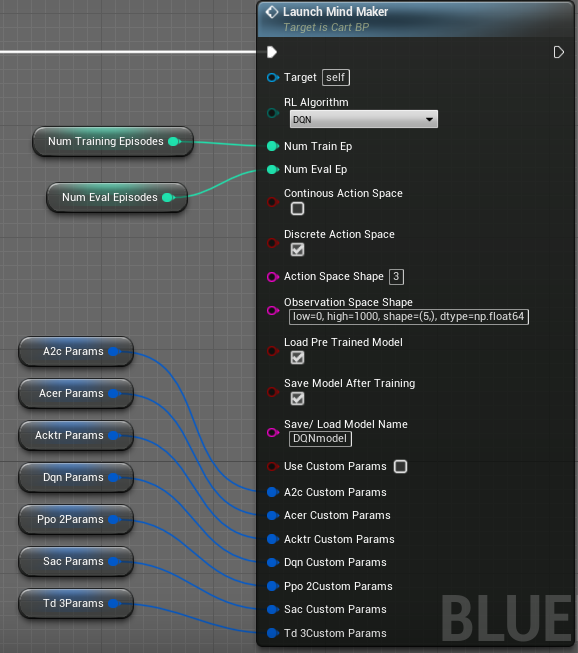 Launch Mind Maker
Target is Cart BP
Target self
RL Algorithm
DQN
Num Training Episodes
Num Train Ep
Num Eval Episodes
Num Eval Ep
Continous Action Space
Discrete Action Space
Action Space Shape 3
Observation Space Shape
low=0, high=1000, shape=(5,), dtype=np.float64
Load Pre Trained Model
Save Model After Training
Save/ Load Model Name
DQNmodel
Use Custom Params
A2c Params
Acer Params
Acktr Params
Dqn Params
Ppo 2Params
Sac Params
Td 3Params
A2c Custom Params
Acer Custom Params
Acktr Custom Params
Dqn Custom Params
Ppo 2Custom Params
Sac Custom Params
Td 3Custom Params
BLUE